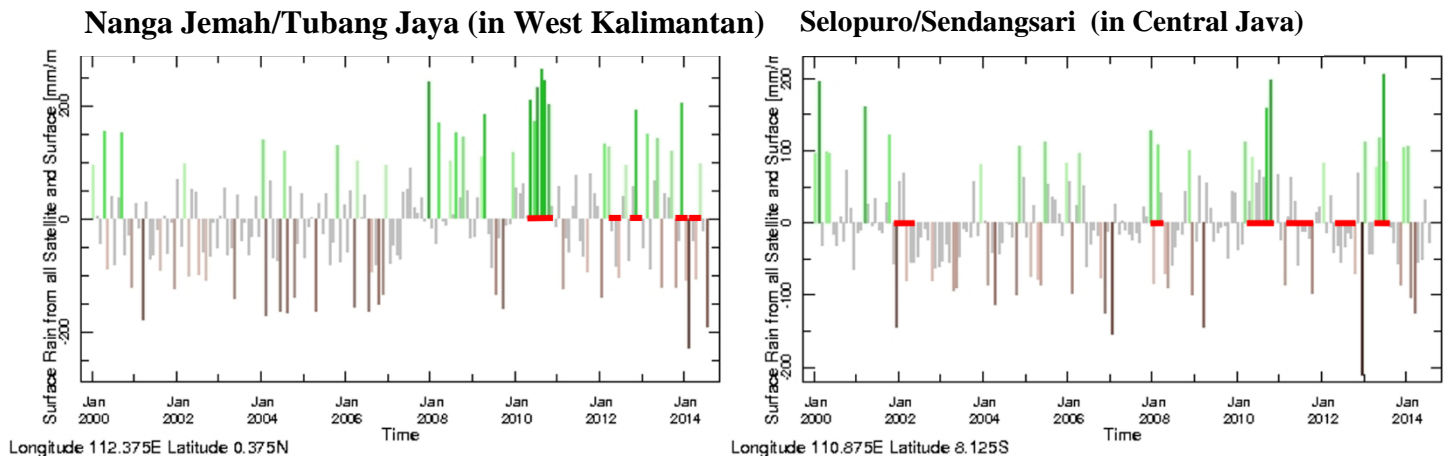 Nanga Jemah/Tubang Jaya (in West Kalimantan)
Surface Rain from all Satellite and Surface [mm/m
200
0
-200
Jan 2000
Jan 2002
Jan 2004
Jan 2006
Jan 2008
Jan 2010
Jan 2012
Jan 2014
Time
Longitude 112.375E Latitude 0.375N
Selopuro/Sendangsari (in Central Java)
Surface Rain from all Satellite and Surface [mm/m
200
100
0
-100
-200
Jan 2000
Jan 2002
Jan 2004
Jan 2006
Jan 2008
Jan 2010
Jan 2012
Jan 2014
Time
Longitude 110.875E Latitude 8.125S